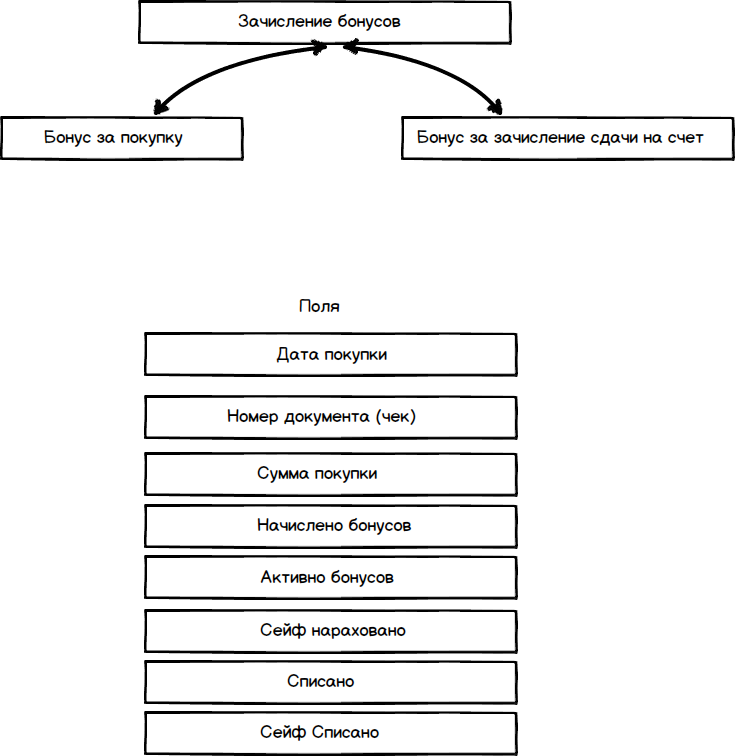 Зачисление бонусов
Бонус за покупку
Бонус за зачисление сдачи на счет
Поля
Дата покупки
Номер документа (чек)
Сумма покупки
Начислено бонусов
Активно бонусов
Сейф нараховано
Списано
Сейф Списано